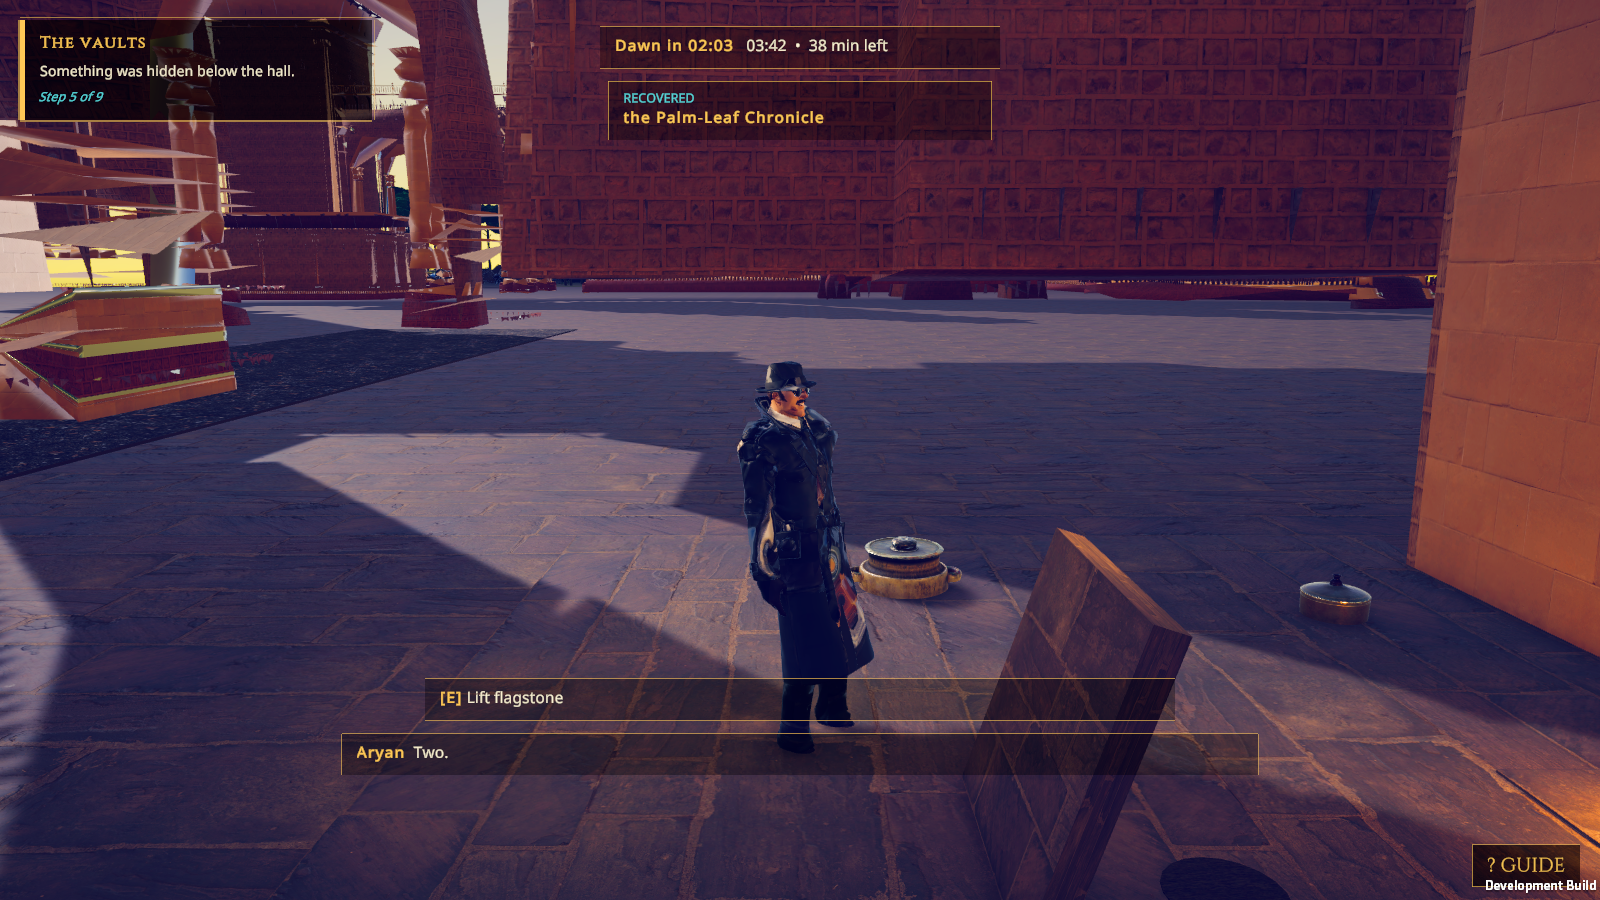 THE VAULTS
Something was hidden below the hall.
Step 5 of 9
Dawn in 02:03 03:42 • 38 min left
RECOVERED
the Palm-Leaf Chronicle
[E] Lift flagstone
Aryan Two.
? GUIDE
Development Build